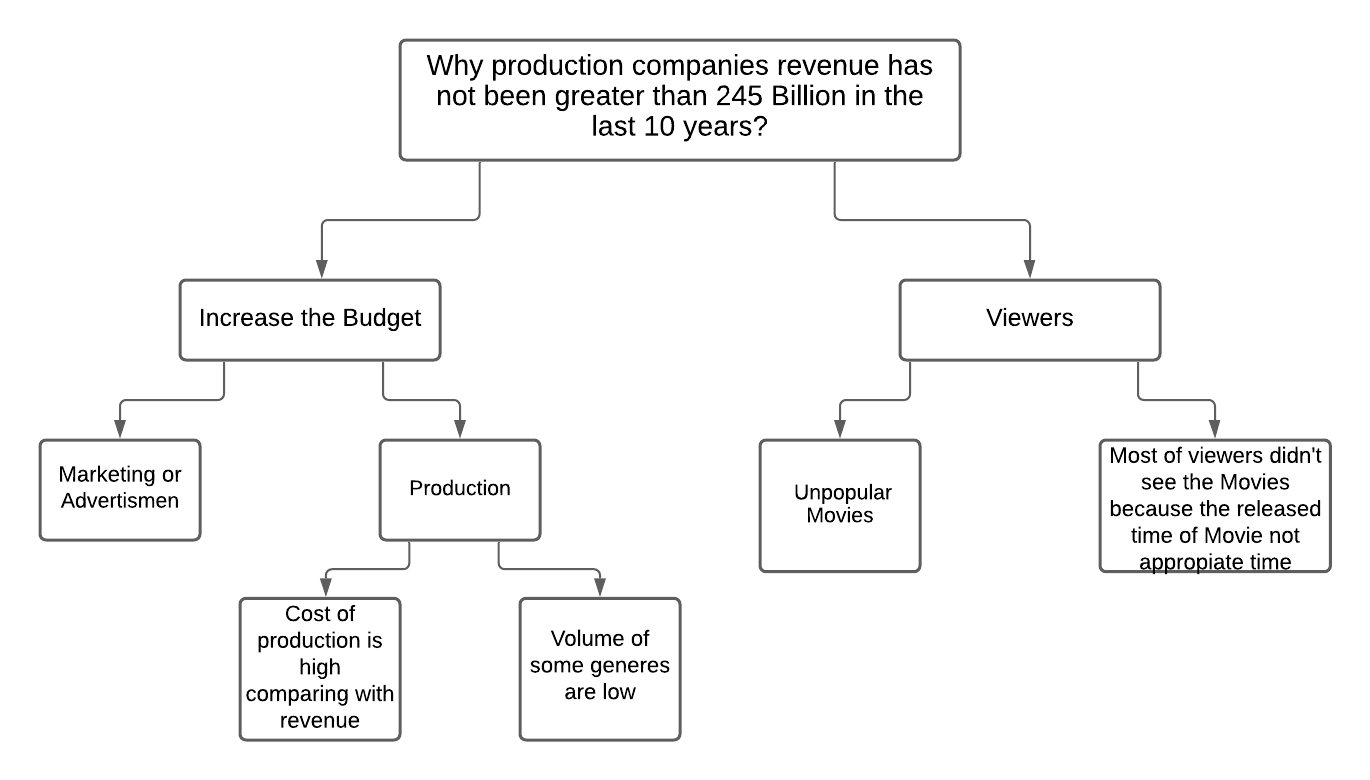 Why production companies revenue has
not been greater than 245 Billion in the
last 10 years?
Increase the Budget
Viewers
Marketing or
Advertismen
Production
Unpopular
Movies
Most of viewers didn't
see the Movies
because the released
time of Movie not
appropiate time
Cost of
production is
high
comparing with
revenue
Volume of
some generes
are low